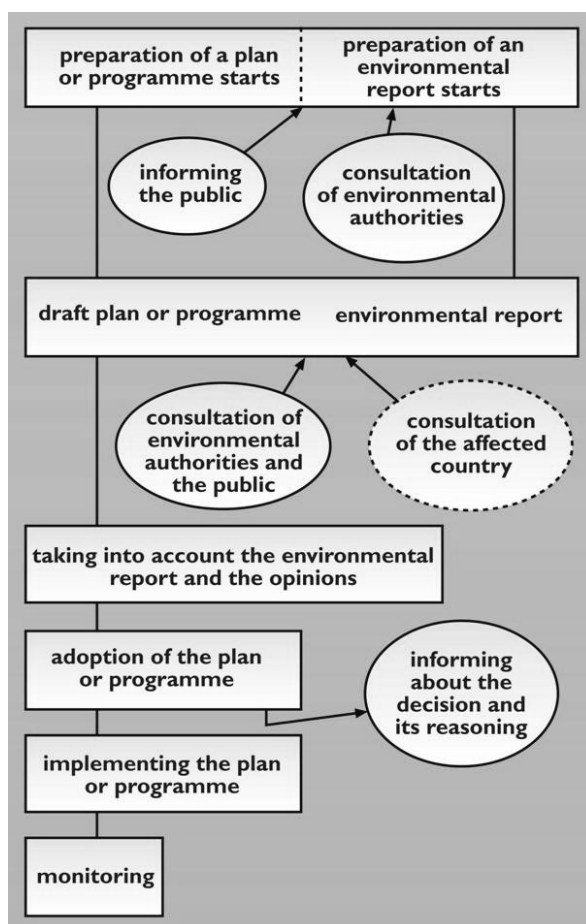 preparation of a plan
or programme starts
preparation of an
environmental
report starts
informing
the public
consultation
of environmental
authorities
draft plan or programme
environmental report
consultation of
environmental
authorities and
the public
consultation
of the affected
country
taking into account the environmental
report and the opinions
adoption of the plan
or programme
informing
about the
decision and
its reasoning
implementing the plan
or programme
monitoring